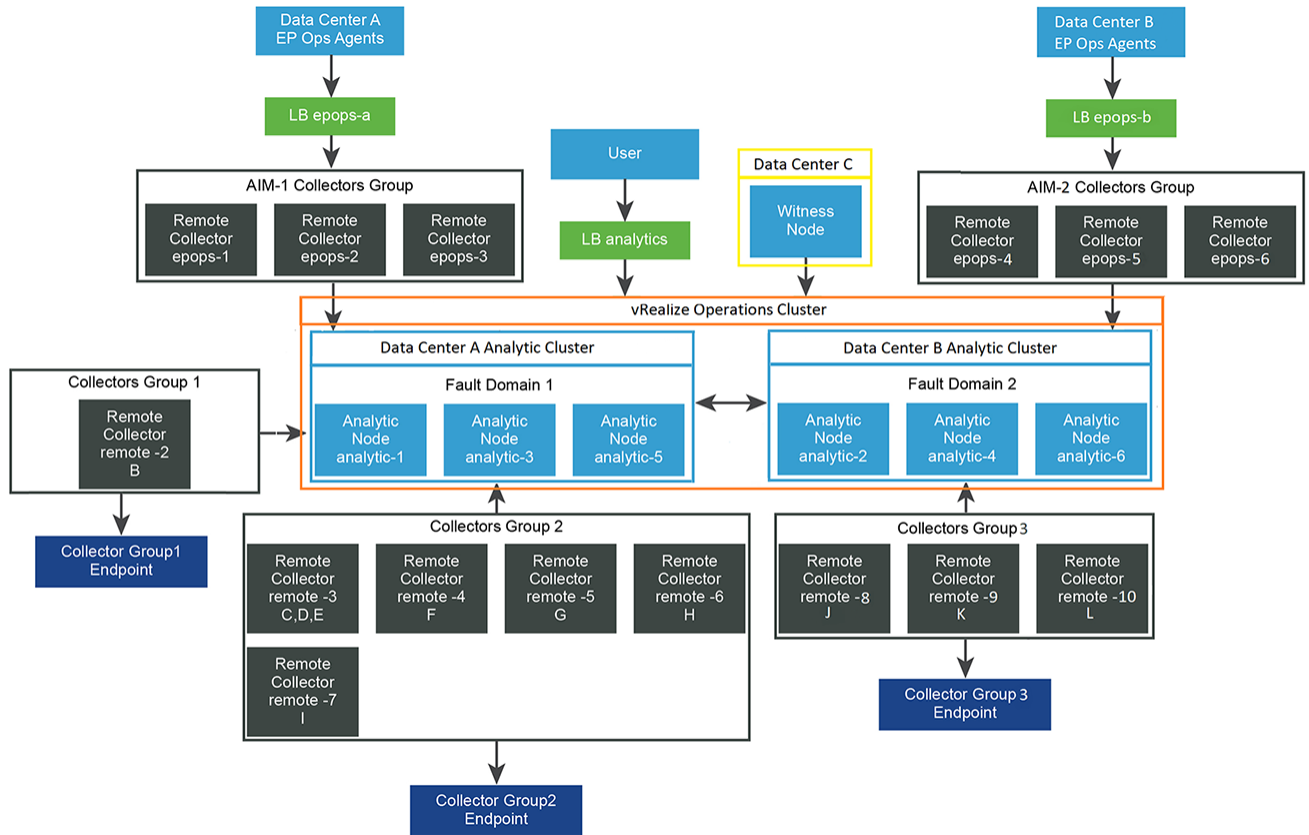 Data Center A
EP Ops Agents
LB epops-a
AIM-1 Collectors Group
Remote
Collector
epops-1
Remote
Collector
epops-2
Remote
Collector
epops-3
User
LB analytics
Data Center C
Witness
Node
Data Center B
EP Ops Agents
LB epops-b
AIM-2 Collectors Group
Remote
Collector
epops-4
Remote
Collector
epops-5
Remote
Collector
epops-6
vRealize Operations Cluster
Data Center A Analytic Cluster
Fault Domain 1
Analytic
Node
analytic-1
Analytic
Node
analytic-3
Analytic
Node
analytic-5
Data Center B Analytic Cluster
Fault Domain 2
Analytic
Node
analytic-2
Analytic
Node
analytic-4
Analytic
Node
analytic-6
Collectors Group 1
Remote
Collector
remote -2
B
Collector Group1
Endpoint
Collectors Group 2
Remote
Collector
remote -3
C,D,E
Remote
Collector
remote -4
F
Remote
Collector
remote -5
G
Remote
Collector
remote -6
H
Remote
Collector
remote -7
I
Collector Group2
Endpoint
Collectors Group 3
Remote
Collector
remote -8
J
Remote
Collector
remote -9
K
Remote
Collector
remote -10
L
Collector Group 3
Endpoint